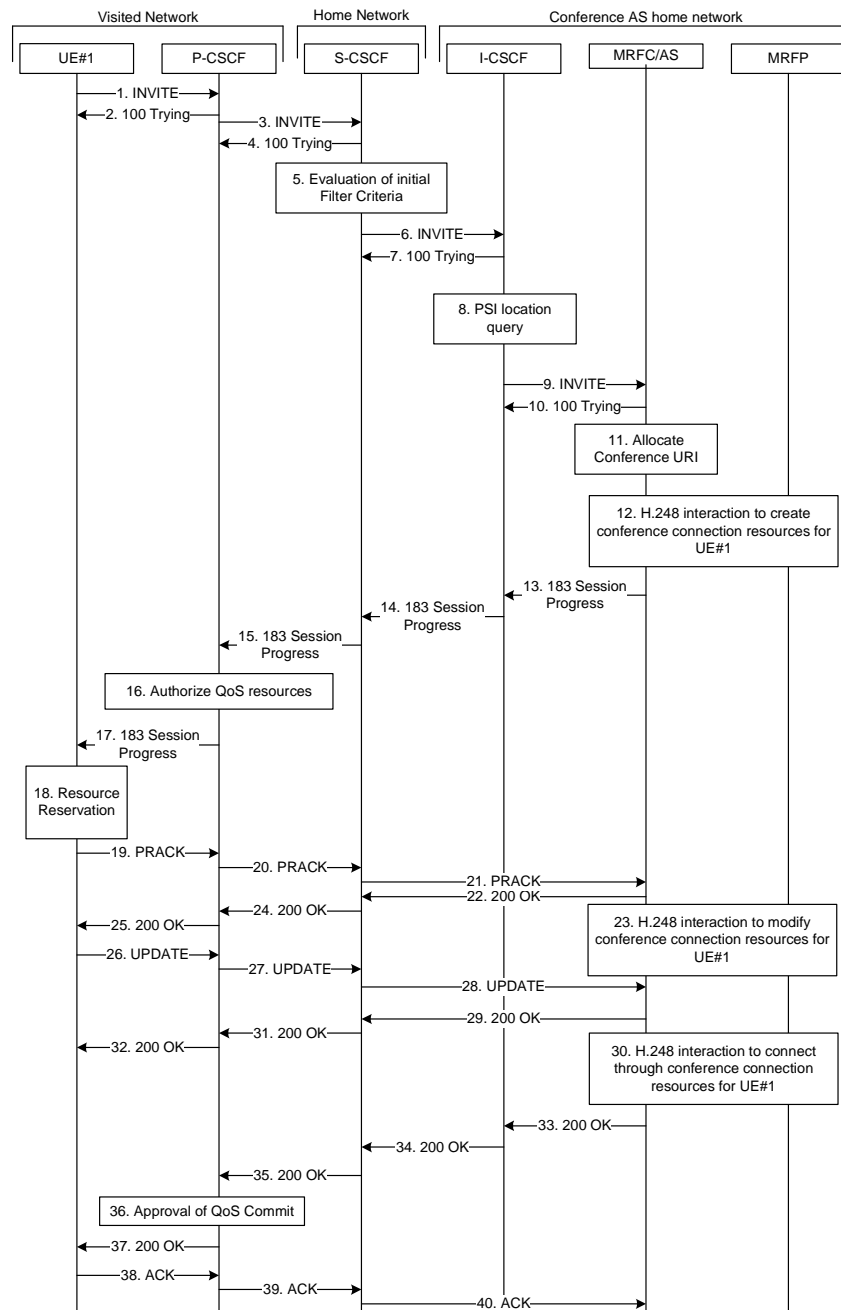 Visited Network
Home Network
Conference AS home network
UE#1
P-CSCF
S-CSCF
I-CSCF
MRFC/AS
MRFP
1. INVITE
2. 100 Trying
3. INVITE
4. 100 Trying
5. Evaluation of initial
Filter Criteria
6. INVITE
7. 100 Trying
8. PSI location
query
9. INVITE
10. 100 Trying
11. Allocate
Conference URI
12. H.248 interaction to create
conference connection resources for
UE#1
13. 183 Session
Progress
14. 183 Session
Progress
15. 183 Session
Progress
16. Authorize QoS resources
17. 183 Session
Progress
18. Resource
Reservation
19. PRACK
20. PRACK
21. PRACK
22. 200 OK
23. H.248 interaction to modify
conference connection resources for
UE#1
24. 200 OK
25. 200 OK
26. UPDATE
27. UPDATE
28. UPDATE
29. 200 OK
30. H.248 interaction to connect
through conference connection
resources for UE#1
31. 200 OK
32. 200 OK
33. 200 OK
34. 200 OK
35. 200 OK
36. Approval of QoS Commit
37. 200 OK
38. ACK
39. ACK
40. ACK